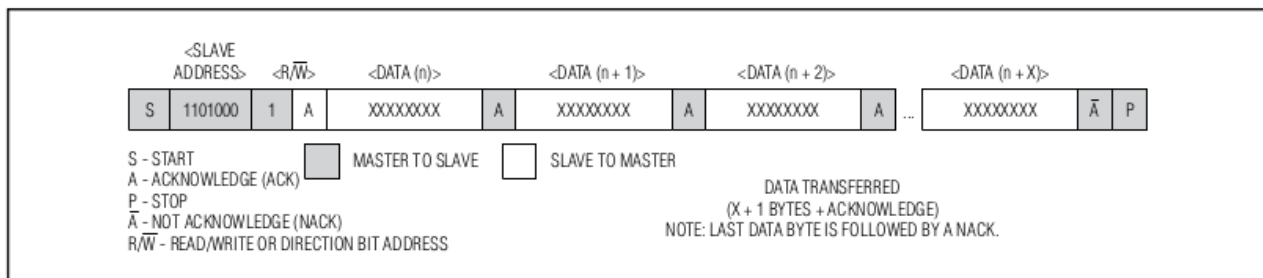 <SLAVE
ADDRESS> <R/W̅> <DATA (n)> <DATA (n + 1)> <DATA (n + 2)> <DATA (n + X)>
S 1101000 1 A XXXXXXXX A XXXXXXXX A XXXXXXXX A ... XXXXXXXX A̅ P
S - START MASTER TO SLAVE SLAVE TO MASTER
A - ACKNOWLEDGE (ACK)
P - STOP
A̅ - NOT ACKNOWLEDGE (NACK)
R/W̅ - READ/WRITE OR DIRECTION BIT ADDRESS
DATA TRANSFERRED
(X + 1 BYTES + ACKNOWLEDGE)
NOTE: LAST DATA BYTE IS FOLLOWED BY A NACK.